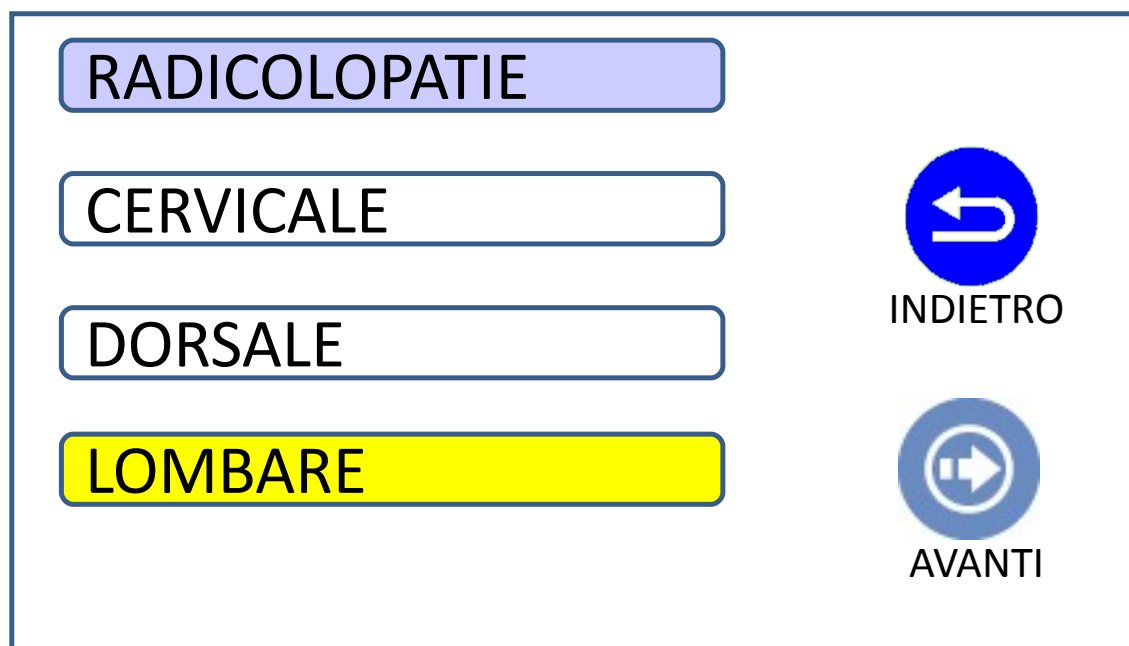 RADICOLOPATIE
CERVICALE
INDIETRO
DORSALE
LOMBARE
AVANTI